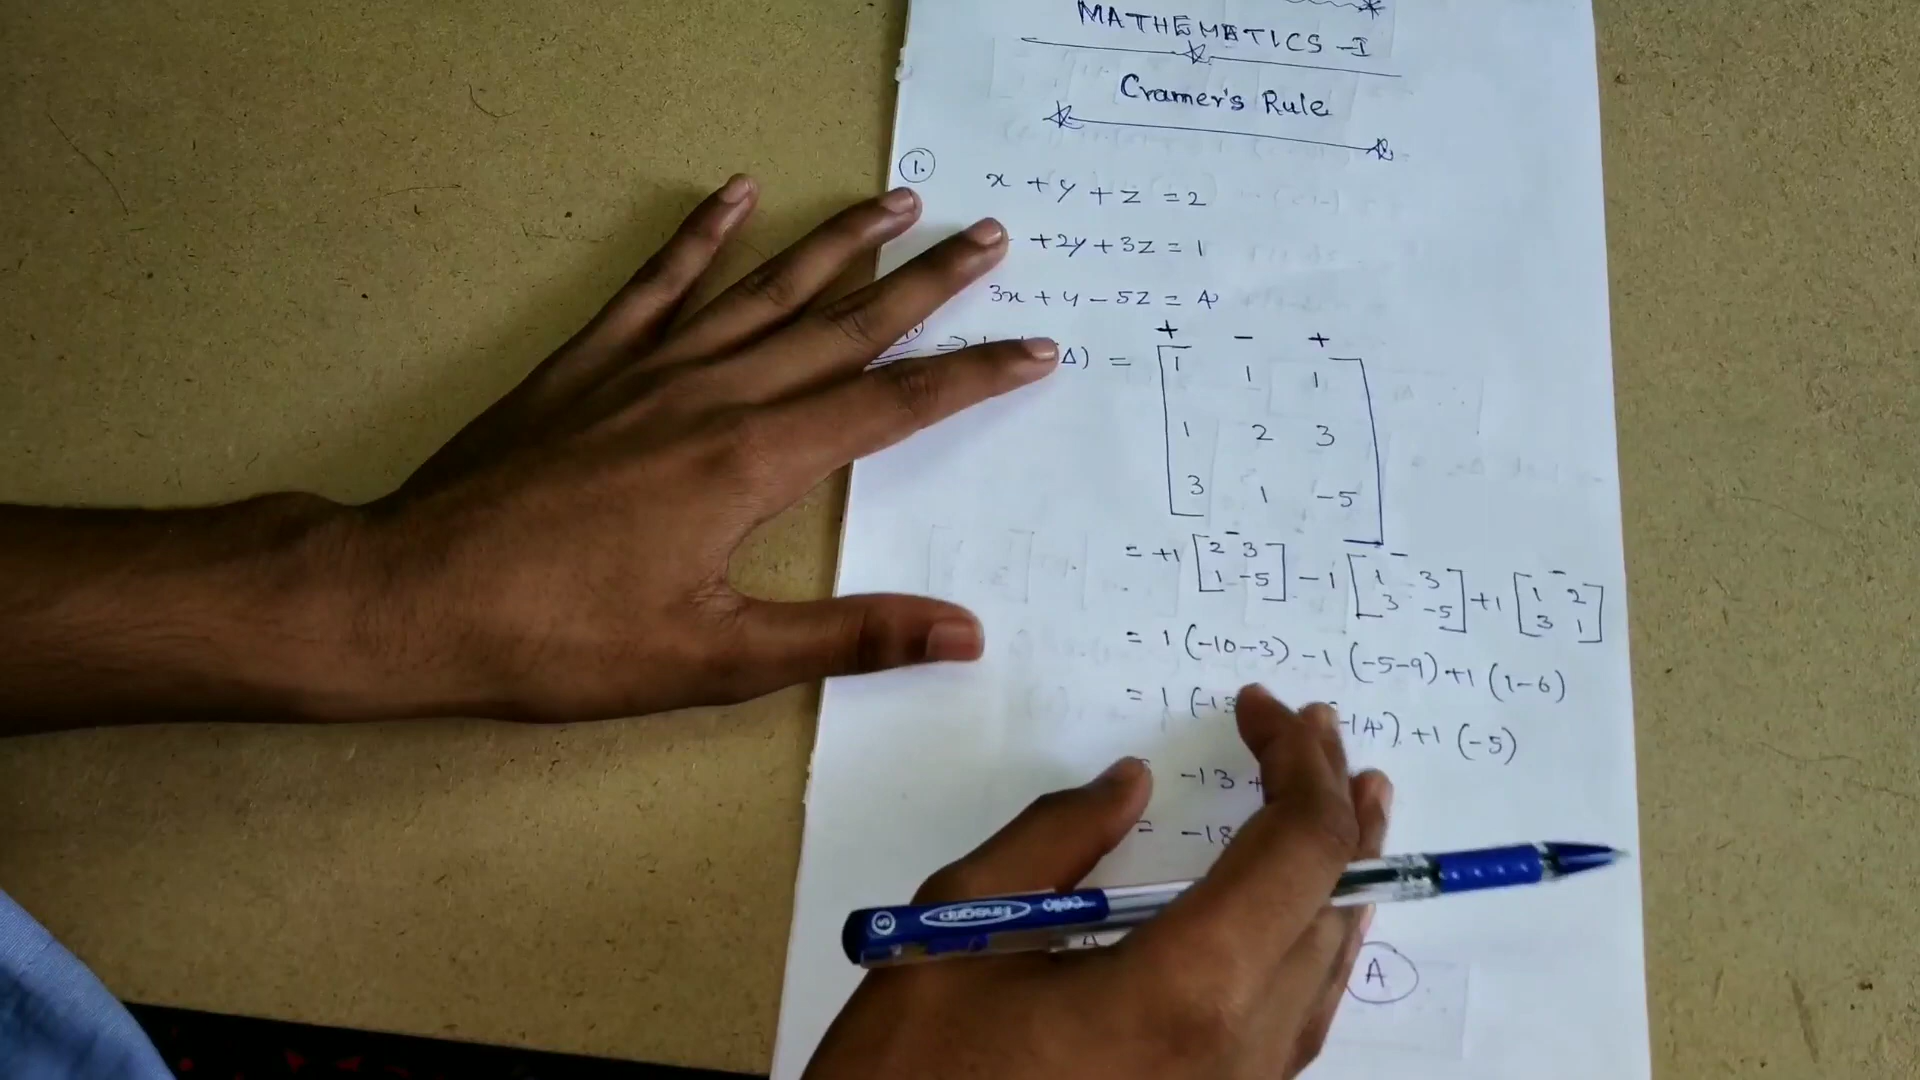 MATHEMATICS - I
Cramer's Rule
1.
x + y + z = 2
+ 2y + 3z = 1
3x + y - 5z = 4
Δ) =
+ - +
1 1 1
1 2 3
3 1 -5
= +1 [2 3 -1 [1 3 +1 [1 2
1 -5] 3 -5] 3 1]
= 1 (-10-3) -1 (-5-9) +1 (1-6)
= 1 (-13 -14) +1 (-5)
= -13 +
= -18
cello Finegrip
A